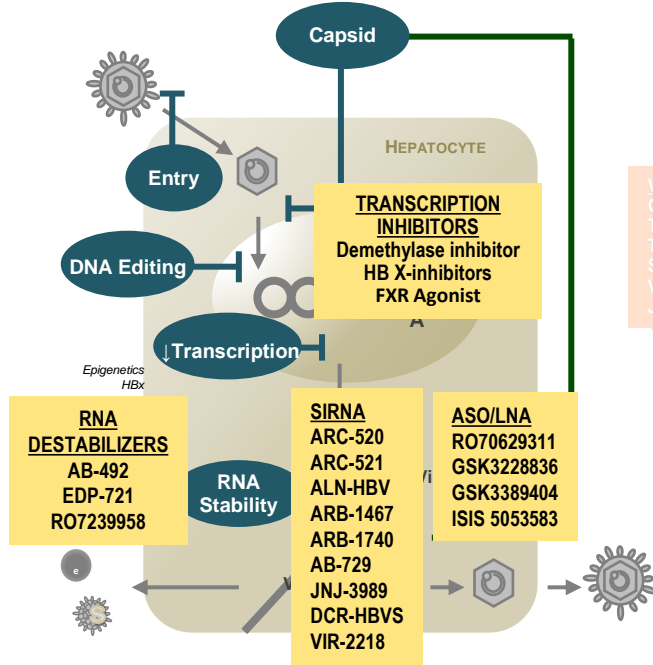 Capsid
HEPATOCYTE
Entry
TRANSCRIPTION
INHIBITORS
Demethylase inhibitor
HB X-inhibitors
FXR Agonist
DNA Editing
A
↓Transcription
Epigenetics
HBx
RNA
DESTABILIZERS
AB-492
EDP-721
RO7239958
RNA
Stability
SIRNA
ARC-520
ARC-521
ALN-HBV
ARB-1467
ARB-1740
AB-729
JNJ-3989
DCR-HBVS
VIR-2218
ASO/LNA
RO70629311
GSK3228836
GSK3389404
ISIS 5053583
Vi
e
S
V